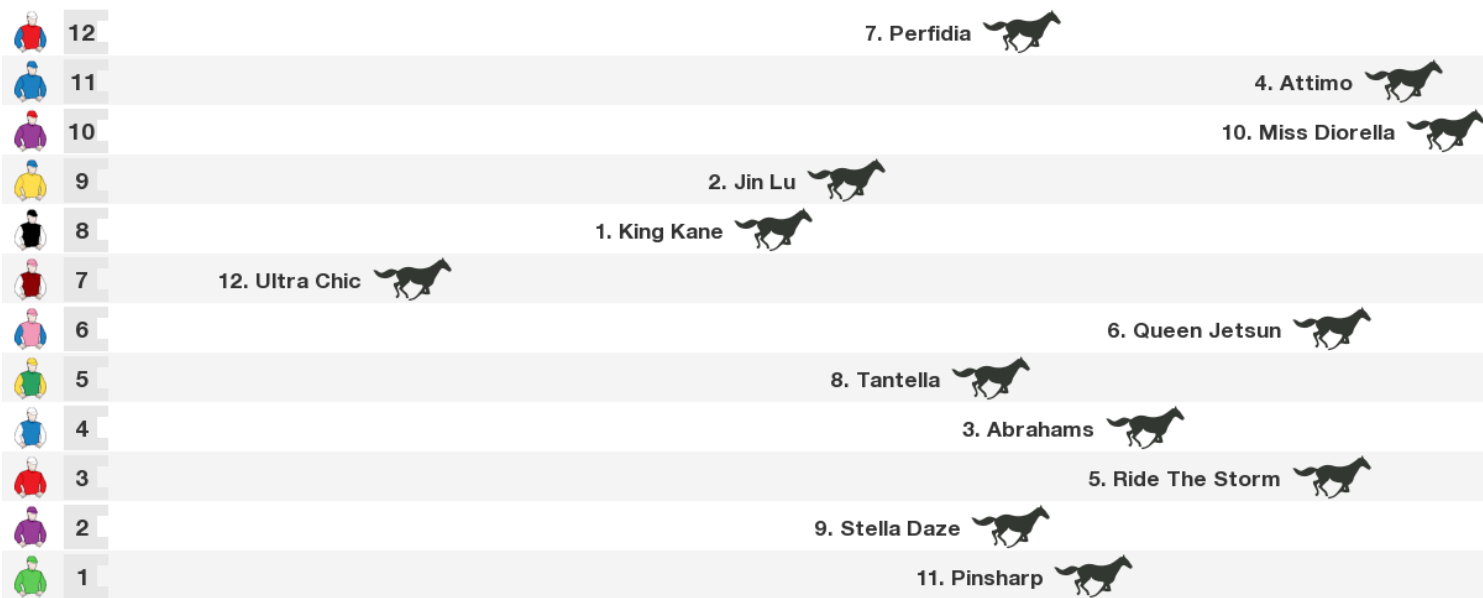 12 7. Perfidia
11 4. Attimo
10 10. Miss Diorella
9 2. Jin Lu
8 1. King Kane
7 12. Ultra Chic
6 6. Queen Jetsun
5 8. Tantella
4 3. Abrahams
3 5. Ride The Storm
2 9. Stella Daze
1 11. Pinsharp